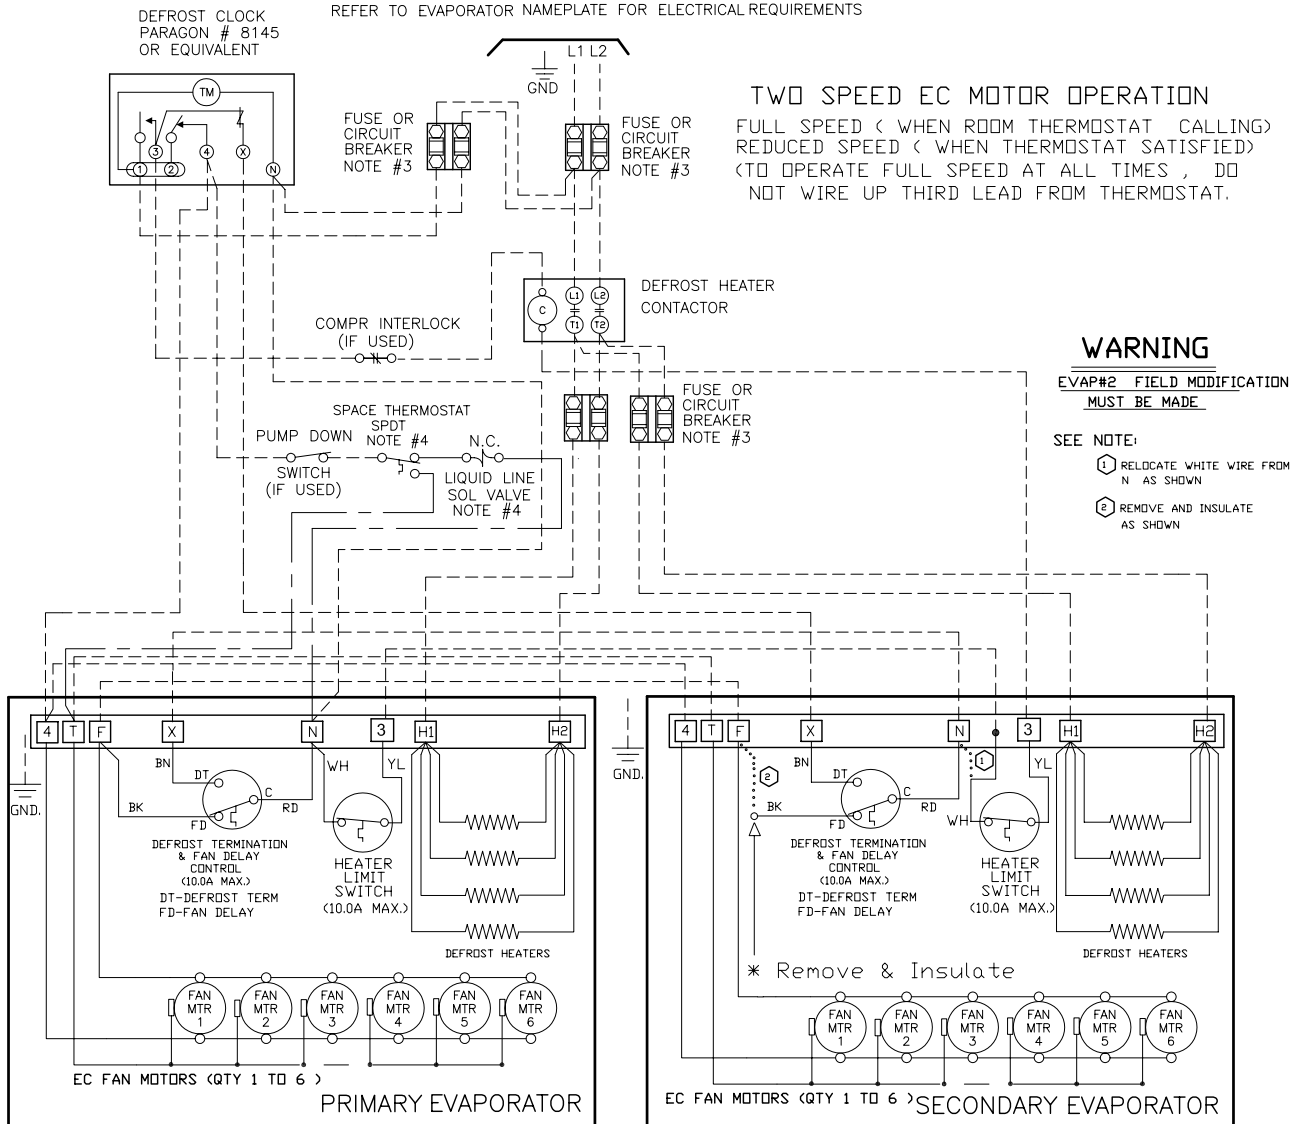 REFER TO EVAPORATOR NAMEPLATE FOR ELECTRICAL REQUIREMENTS
DEFROST CLOCK
PARAGON # 8145
OR EQUIVALENT
TM
3
4
X
1
2
N
L1 L2
GND
FUSE OR
CIRCUIT
BREAKER
NOTE #3
FUSE OR
CIRCUIT
BREAKER
NOTE #3
TWO SPEED EC MOTOR OPERATION
FULL SPEED ( WHEN ROOM THERMOSTAT CALLING)
REDUCED SPEED ( WHEN THERMOSTAT SATISFIED)
(TO OPERATE FULL SPEED AT ALL TIMES , DO
NOT WIRE UP THIRD LEAD FROM THERMOSTAT.
DEFROST HEATER
CONTACTOR
C
L1
L2
T1
T2
COMPR INTERLOCK
(IF USED)
WARNING
EVAP#2 FIELD MODIFICATION
MUST BE MADE
SEE NOTE:
1 RELOCATE WHITE WIRE FROM
N AS SHOWN
2 REMOVE AND INSULATE
AS SHOWN
FUSE OR
CIRCUIT
BREAKER
NOTE #3
SPACE THERMOSTAT
SPDT
NOTE #4
PUMP DOWN
SWITCH
(IF USED)
N.C.
LIQUID LINE
SOL VALVE
NOTE #4
4
T
F
X
N
3
H1
H2
GND.
BN
DT
C
RD
BK
FD
WH
YL
DEFROST TERMINATION
& FAN DELAY
CONTROL
(10.0A MAX.)
DT-DEFROST TERM
FD-FAN DELAY
HEATER
LIMIT
SWITCH
(10.0A MAX.)
DEFROST HEATERS
FAN
MTR
1
FAN
MTR
2
FAN
MTR
3
FAN
MTR
4
FAN
MTR
5
FAN
MTR
6
EC FAN MOTORS (QTY 1 TO 6 )
PRIMARY EVAPORATOR
4
T
F
X
N
3
H1
H2
GND.
2
1
BN
DT
C
RD
BK
FD
WH
YL
DEFROST TERMINATION
& FAN DELAY
CONTROL
(10.0A MAX.)
DT-DEFROST TERM
FD-FAN DELAY
HEATER
LIMIT
SWITCH
(10.0A MAX.)
DEFROST HEATERS
* Remove & Insulate
FAN
MTR
1
FAN
MTR
2
FAN
MTR
3
FAN
MTR
4
FAN
MTR
5
FAN
MTR
6
EC FAN MOTORS (QTY 1 TO 6 )
SECONDARY EVAPORATOR